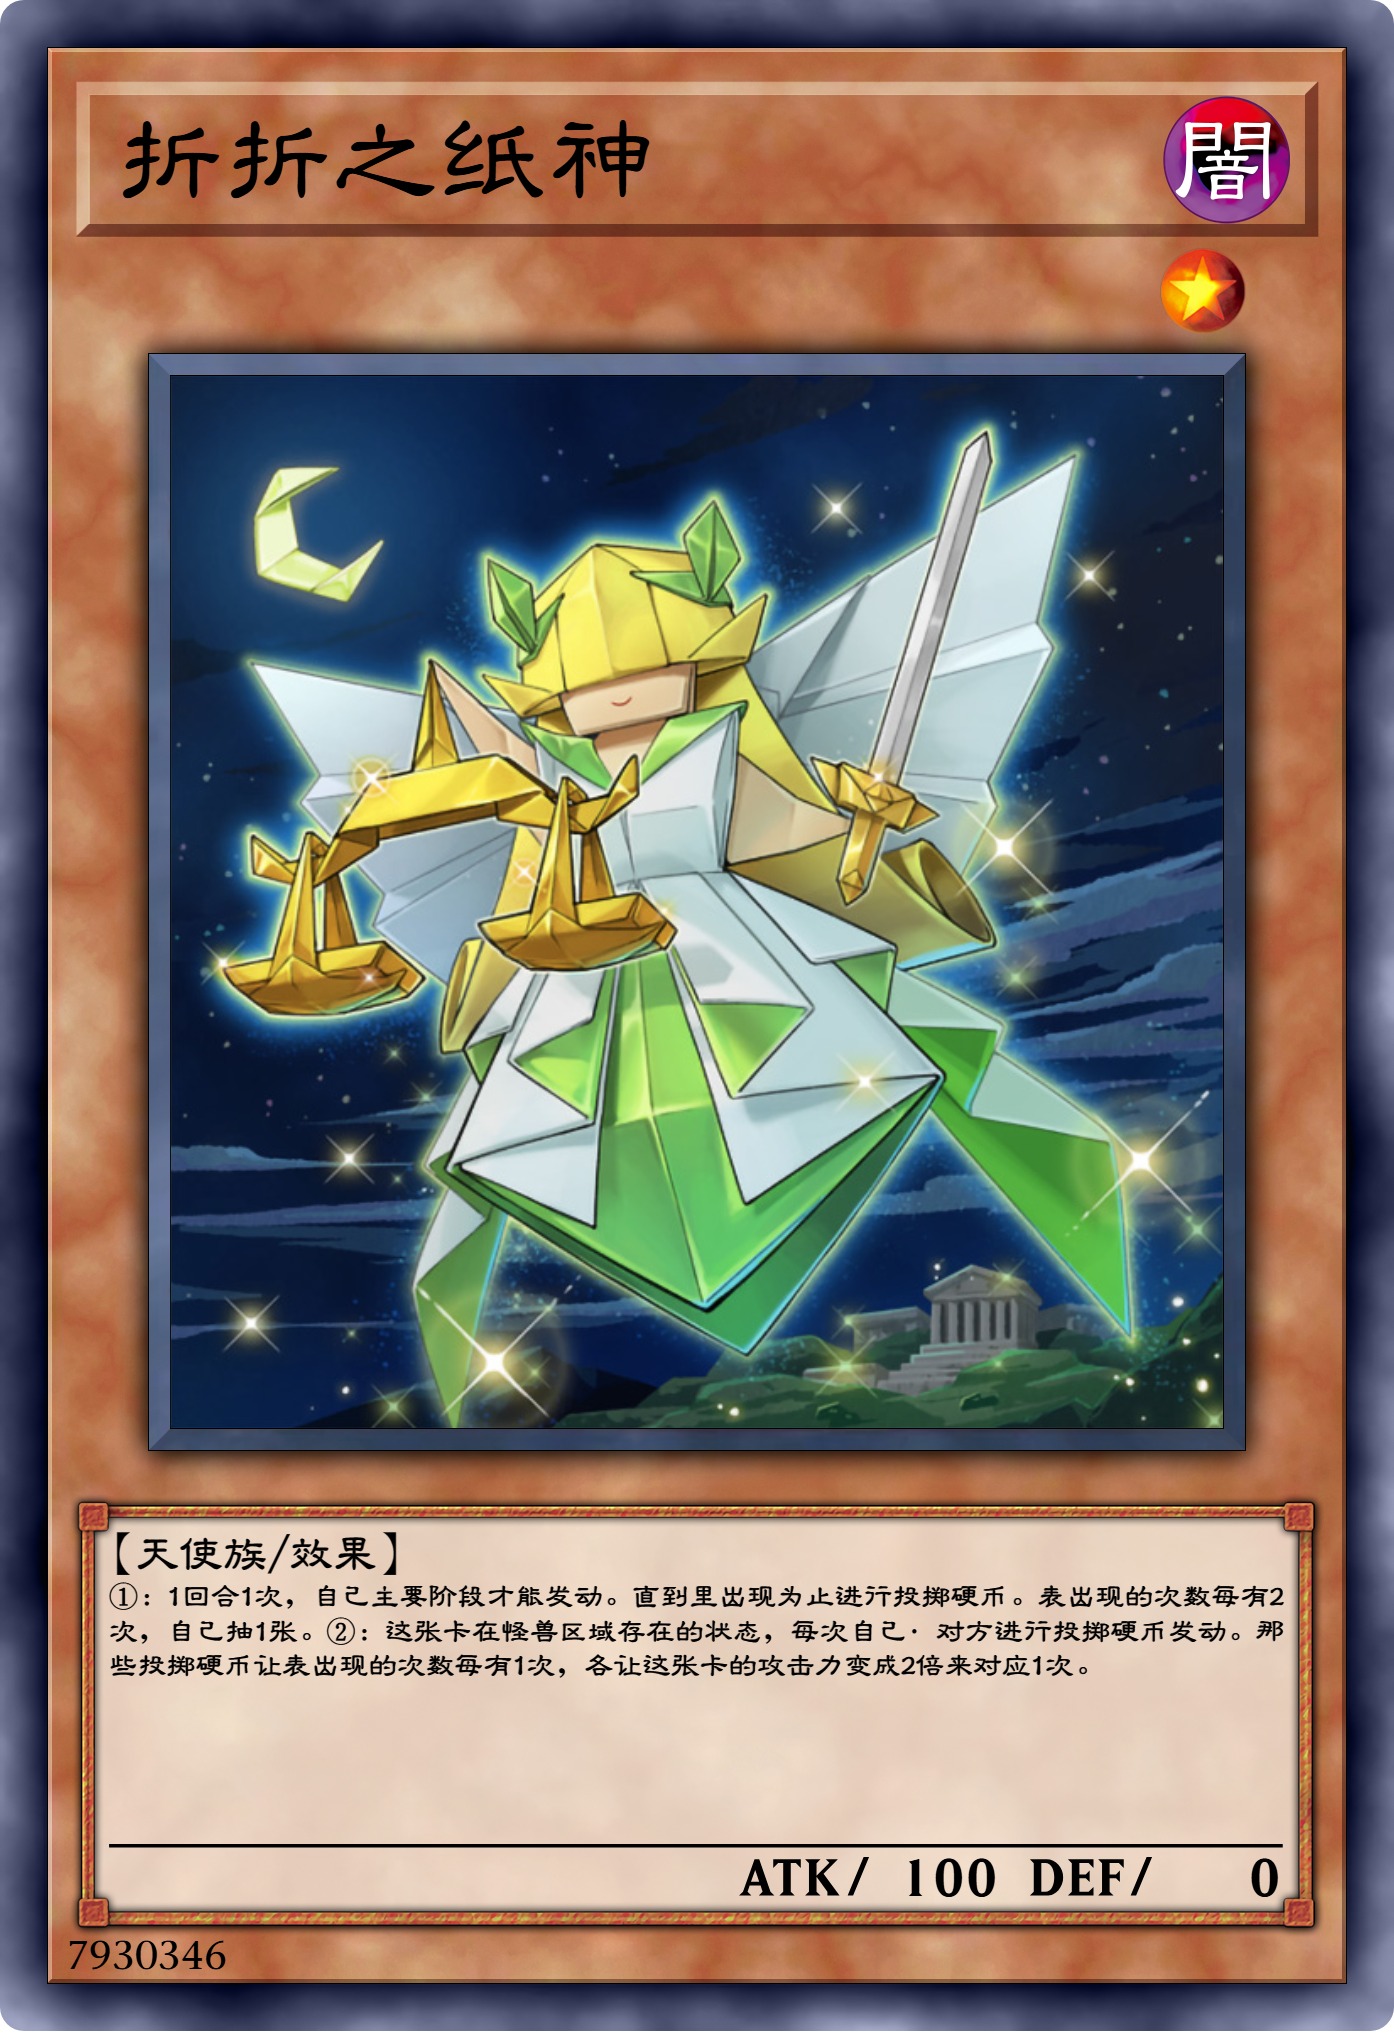 折折之纸神
闇
【天使族/效果】
①：1回合1次，自己主要阶段才能发动。直到里出现为止进行投掷硬币。表出现的次数每有2
次，自己抽1张。②：这张卡在怪兽区域存在的状态，每次自己·对方进行投掷硬币发动。那
些投掷硬币让表出现的次数每有1次，各让这张卡的攻击力变成2倍来对应1次。
ATK/ 100 DEF/ 0
7930346